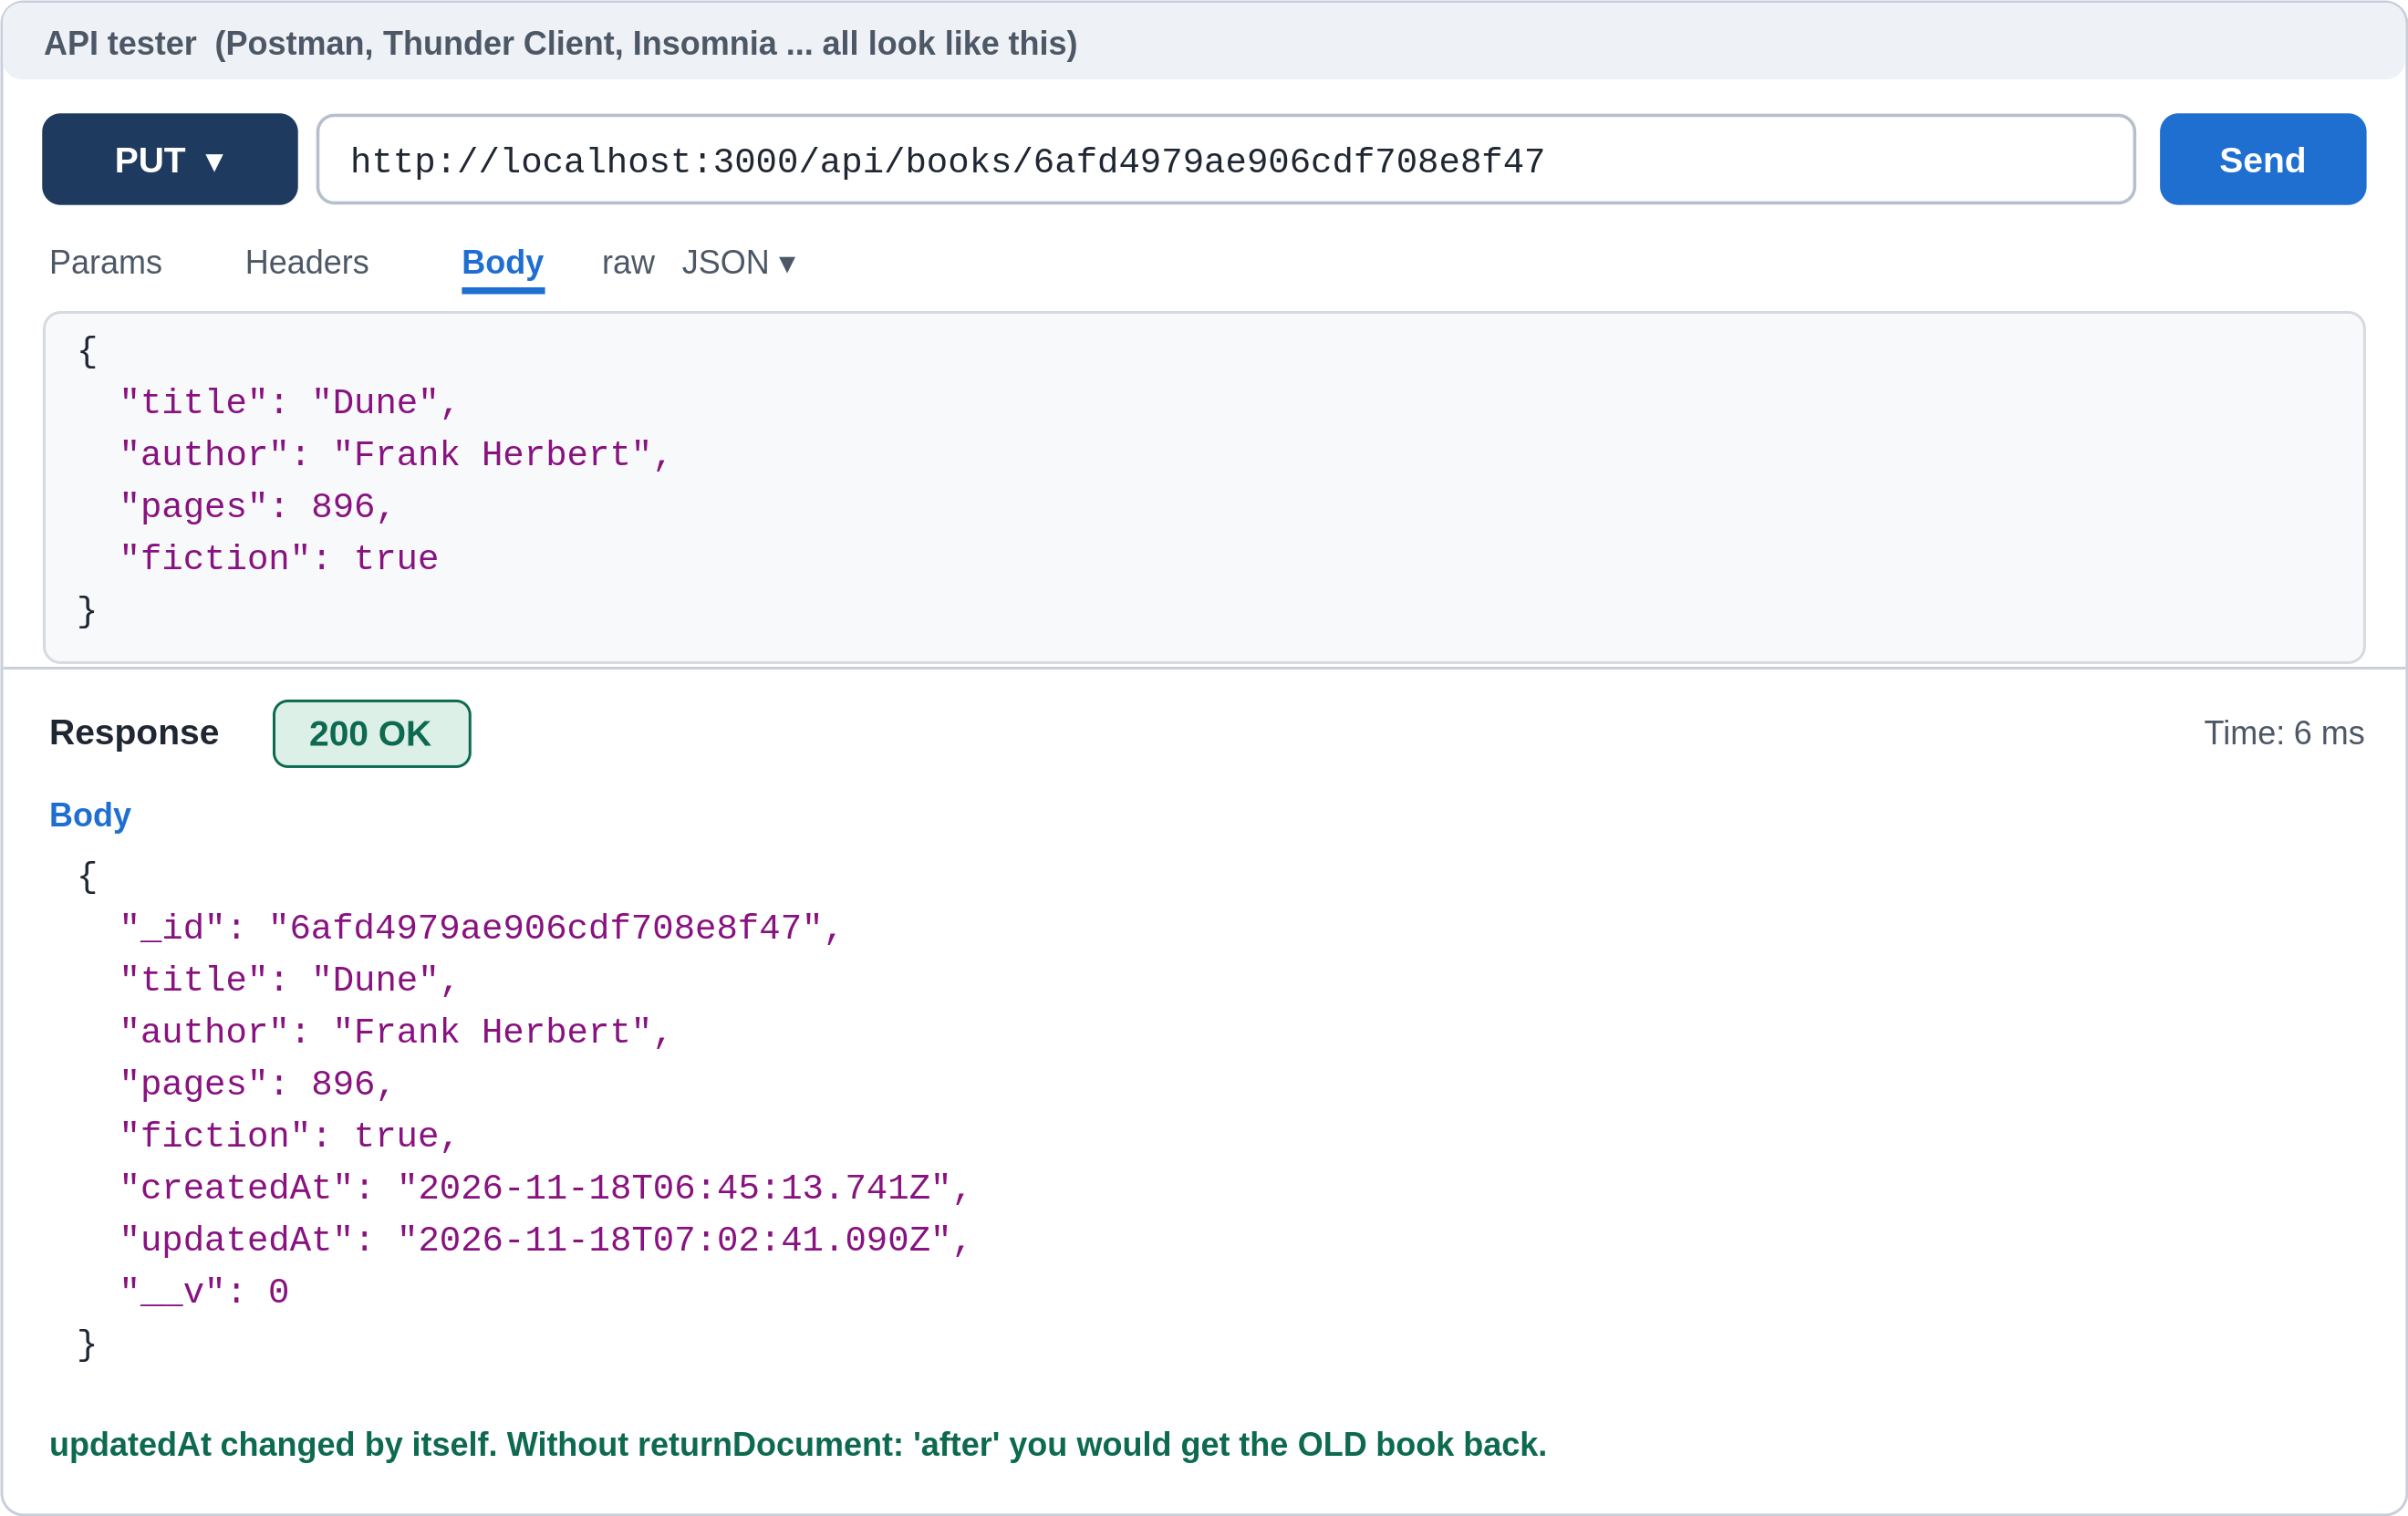 API tester  (Postman, Thunder Client, Insomnia ... all look like this)
PUT ▼ http://localhost:3000/api/books/6afd4979ae906cdf708e8f47 Send
Params Headers Body raw JSON ▾
{
  "title": "Dune",
  "author": "Frank Herbert",
  "pages": 896,
  "fiction": true
}
Response 200 OK Time: 6 ms
Body
{
  "_id": "6afd4979ae906cdf708e8f47",
  "title": "Dune",
  "author": "Frank Herbert",
  "pages": 896,
  "fiction": true,
  "createdAt": "2026-11-18T06:45:13.741Z",
  "updatedAt": "2026-11-18T07:02:41.090Z",
  "__v": 0
}
updatedAt changed by itself. Without returnDocument: 'after' you would get the OLD book back.